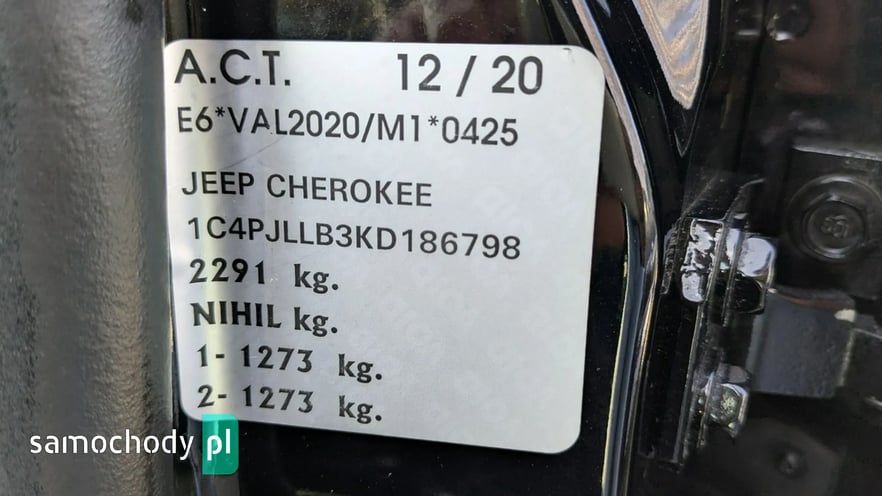 A.C.T. 12 / 20
E6*VAL2020/M1*0425
JEEP CHEROKEE
1C4PJLLB3KD186798
2291 kg.
NIHIL kg.
1- 1273 kg.
2- 1273 kg.
samochody pl